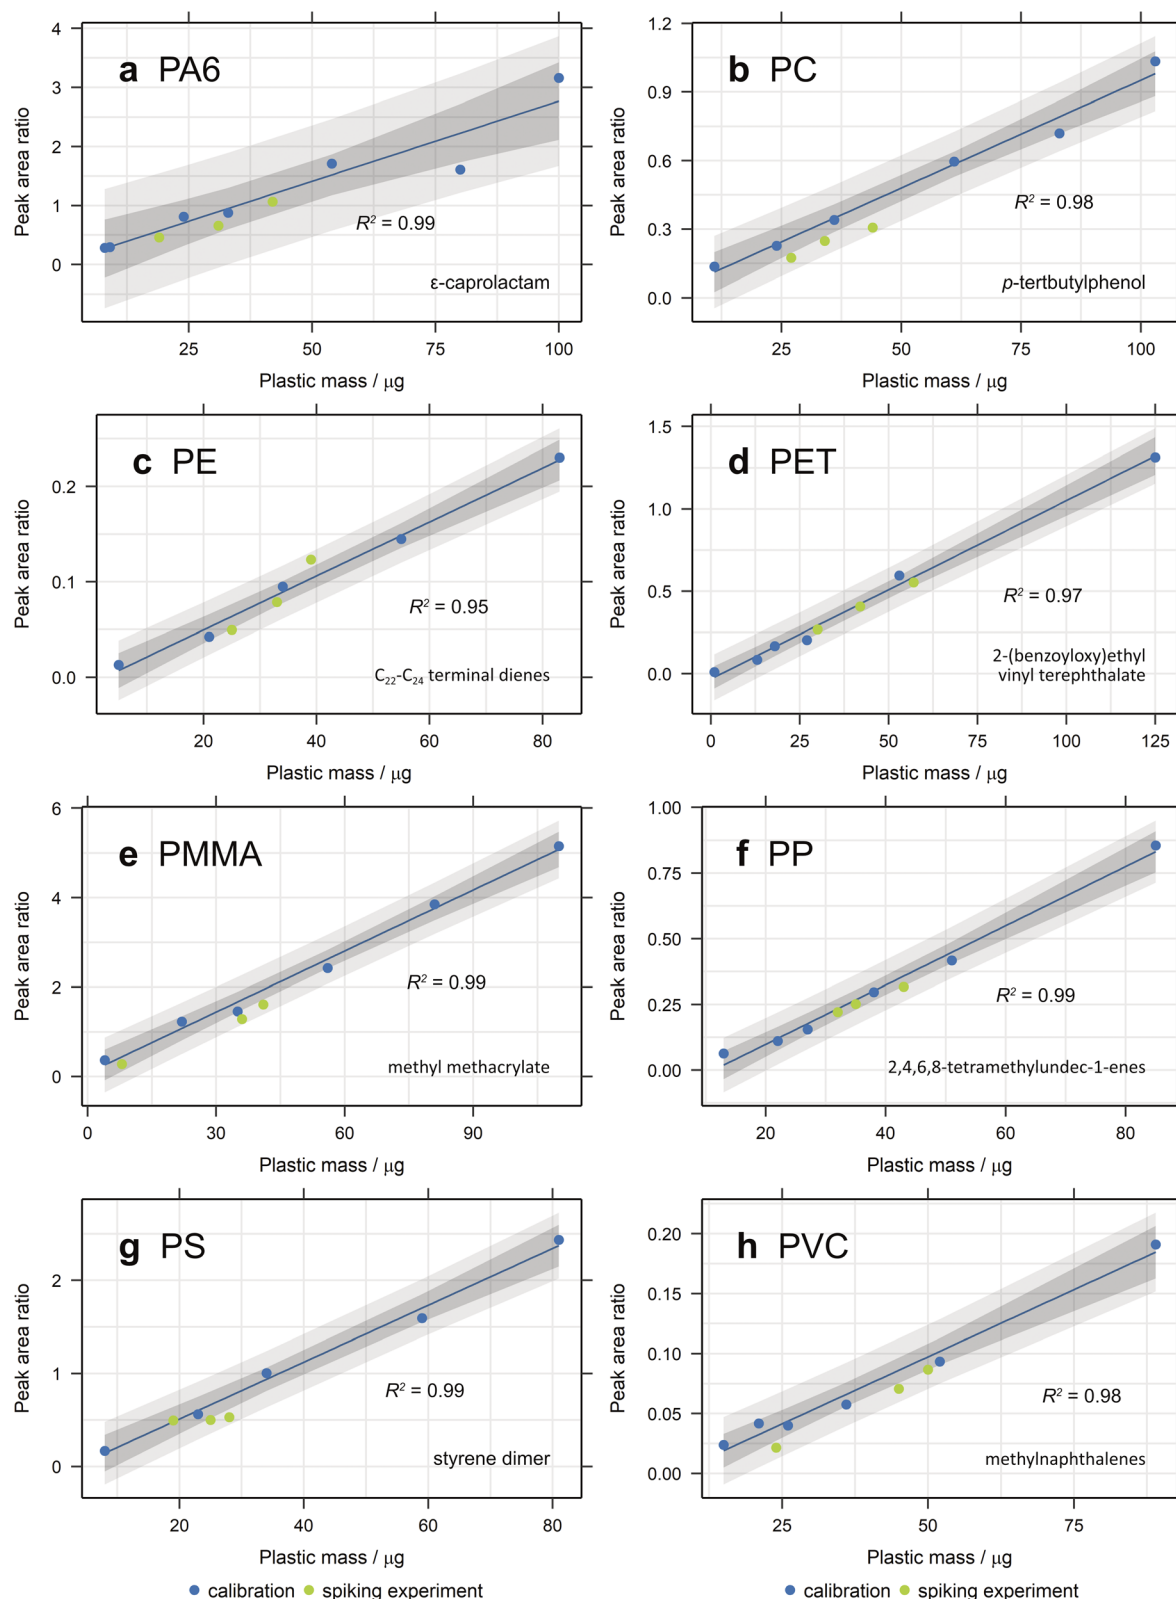 a PA6
Peak area ratio
4
3
2
1
0
R² = 0.99
ε-caprolactam
25 50 75 100
Plastic mass / μg
b PC
Peak area ratio
1.2
0.9
0.6
0.3
0.0
R² = 0.98
p-tertbutylphenol
25 50 75 100
Plastic mass / μg
c PE
Peak area ratio
0.2
0.1
0.0
R² = 0.95
C₂₂-C₂₄ terminal dienes
20 40 60 80
Plastic mass / μg
d PET
Peak area ratio
1.5
1.0
0.5
0.0
R² = 0.97
2-(benzoyloxy)ethyl
vinyl terephthalate
0 25 50 75 100 125
Plastic mass / μg
e PMMA
Peak area ratio
6
4
2
0
R² = 0.99
methyl methacrylate
0 30 60 90
Plastic mass / μg
f PP
Peak area ratio
1.00
0.75
0.50
0.25
0.00
R² = 0.99
2,4,6,8-tetramethylundec-1-enes
20 40 60 80
Plastic mass / μg
g PS
Peak area ratio
2
1
0
R² = 0.99
styrene dimer
20 40 60 80
Plastic mass / μg
h PVC
Peak area ratio
0.20
0.15
0.10
0.05
0.00
R² = 0.98
methylnaphthalenes
25 50 75
Plastic mass / μg
calibration spiking experiment
calibration spiking experiment